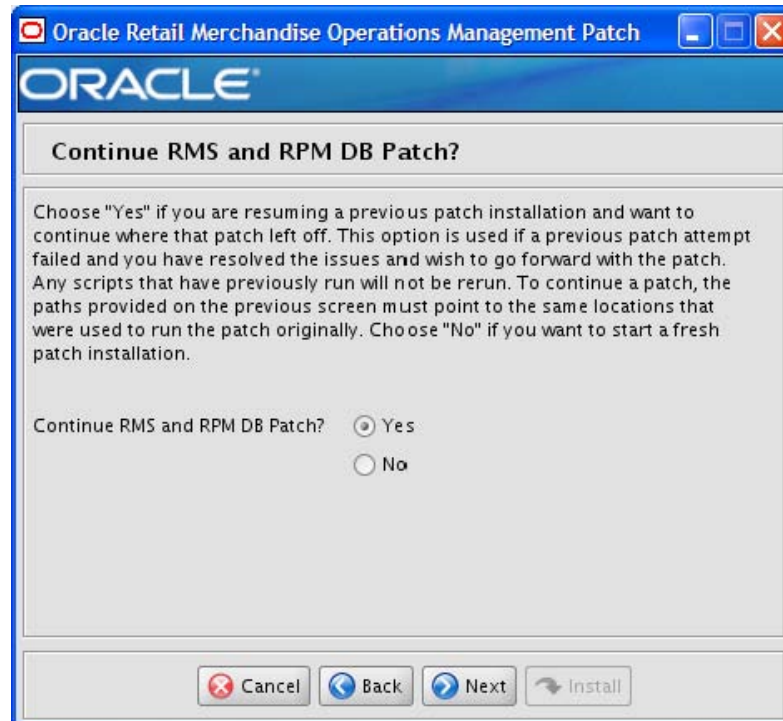 Oracle Retail Merchandise Operations Management Patch
ORACLE®
Continue RMS and RPM DB Patch?
Choose "Yes" if you are resuming a previous patch installation and want to
continue where that patch left off. This option is used if a previous patch attempt
failed and you have resolved the issues and wish to go forward with the patch.
Any scripts that have previously run will not be rerun. To continue a patch, the
paths provided on the previous screen must point to the same locations that
were used to run the patch originally. Choose "No" if you want to start a fresh
patch installation.
Continue RMS and RPM DB Patch? Yes
No
Cancel Back Next Install